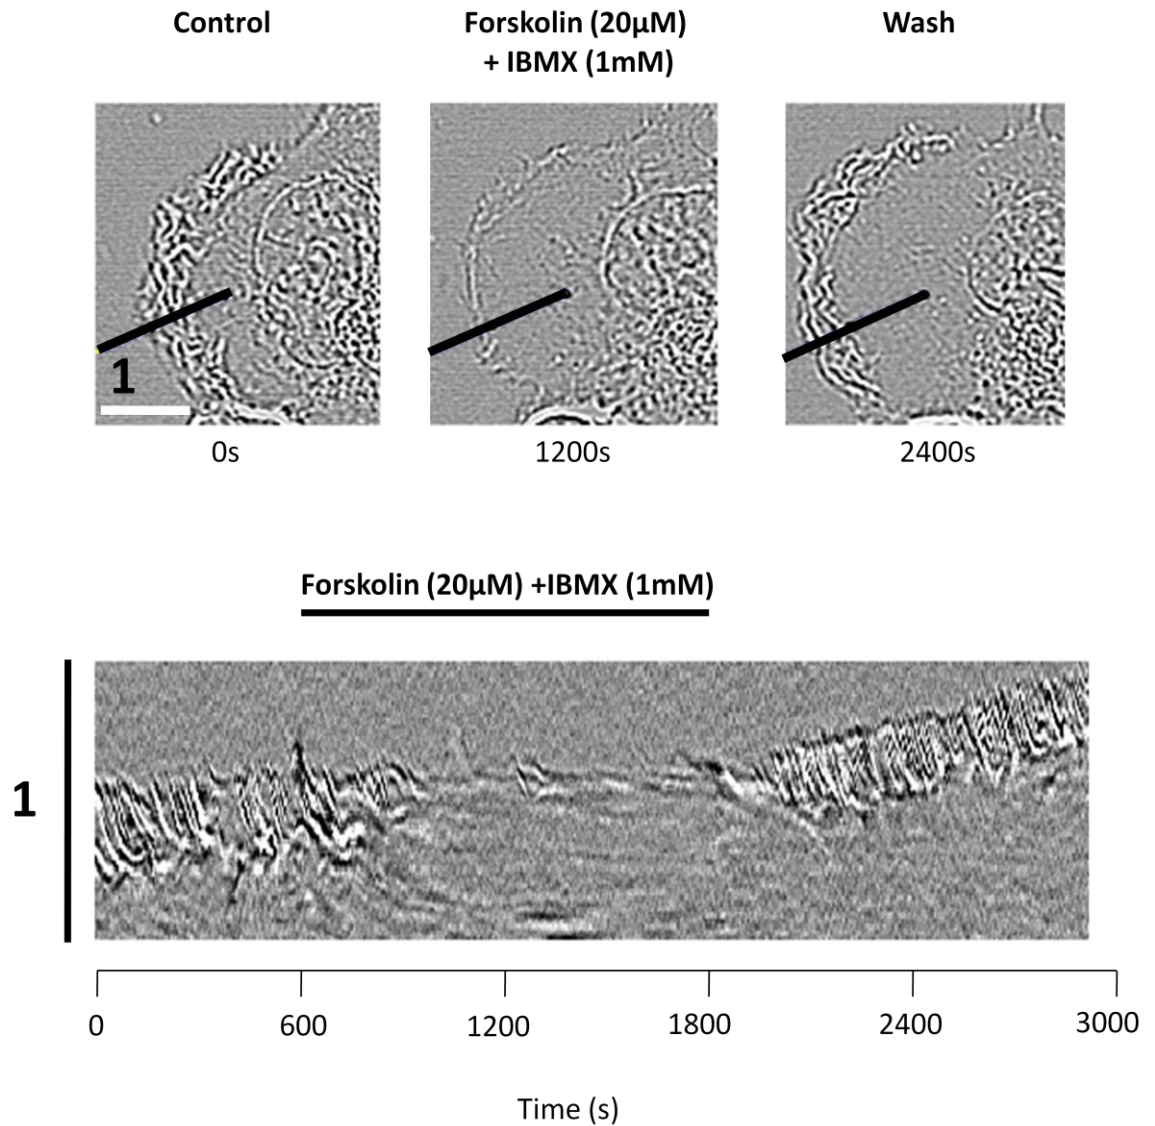 Control
Forskolin (20µM)
+ IBMX (1mM)
Wash
1
0s
1200s
2400s
Forskolin (20µM) +IBMX (1mM)
1
0
600
1200
1800
2400
3000
Time (s)